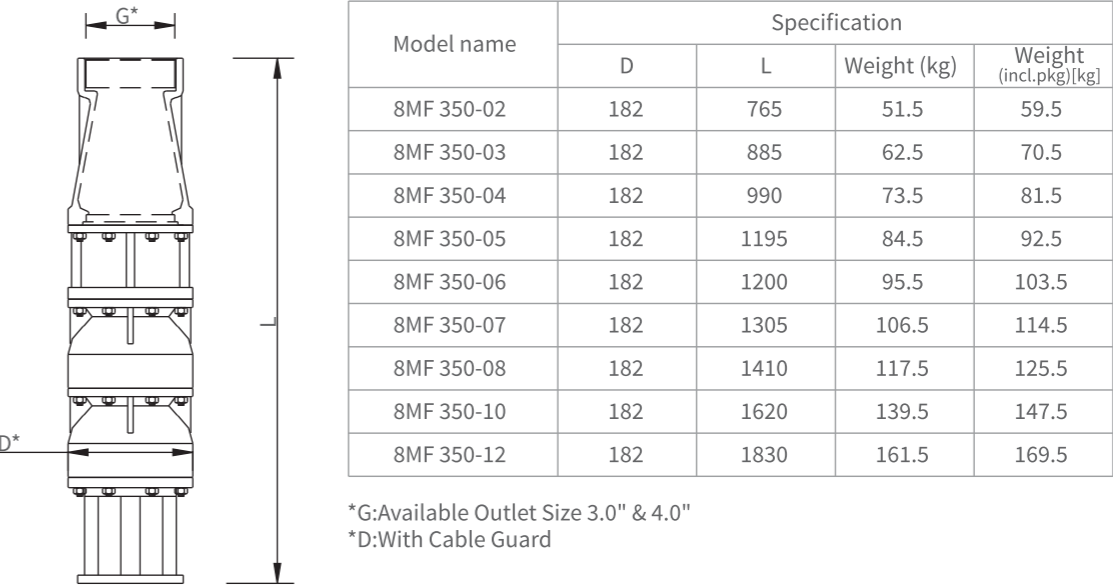 G*
L
D*
Model name Specification
D L Weight (kg) Weight (incl.pkg)[kg]
8MF 350-02 182 765 51.5 59.5
8MF 350-03 182 885 62.5 70.5
8MF 350-04 182 990 73.5 81.5
8MF 350-05 182 1195 84.5 92.5
8MF 350-06 182 1200 95.5 103.5
8MF 350-07 182 1305 106.5 114.5
8MF 350-08 182 1410 117.5 125.5
8MF 350-10 182 1620 139.5 147.5
8MF 350-12 182 1830 161.5 169.5
*G:Available Outlet Size 3.0" & 4.0"
*D:With Cable Guard